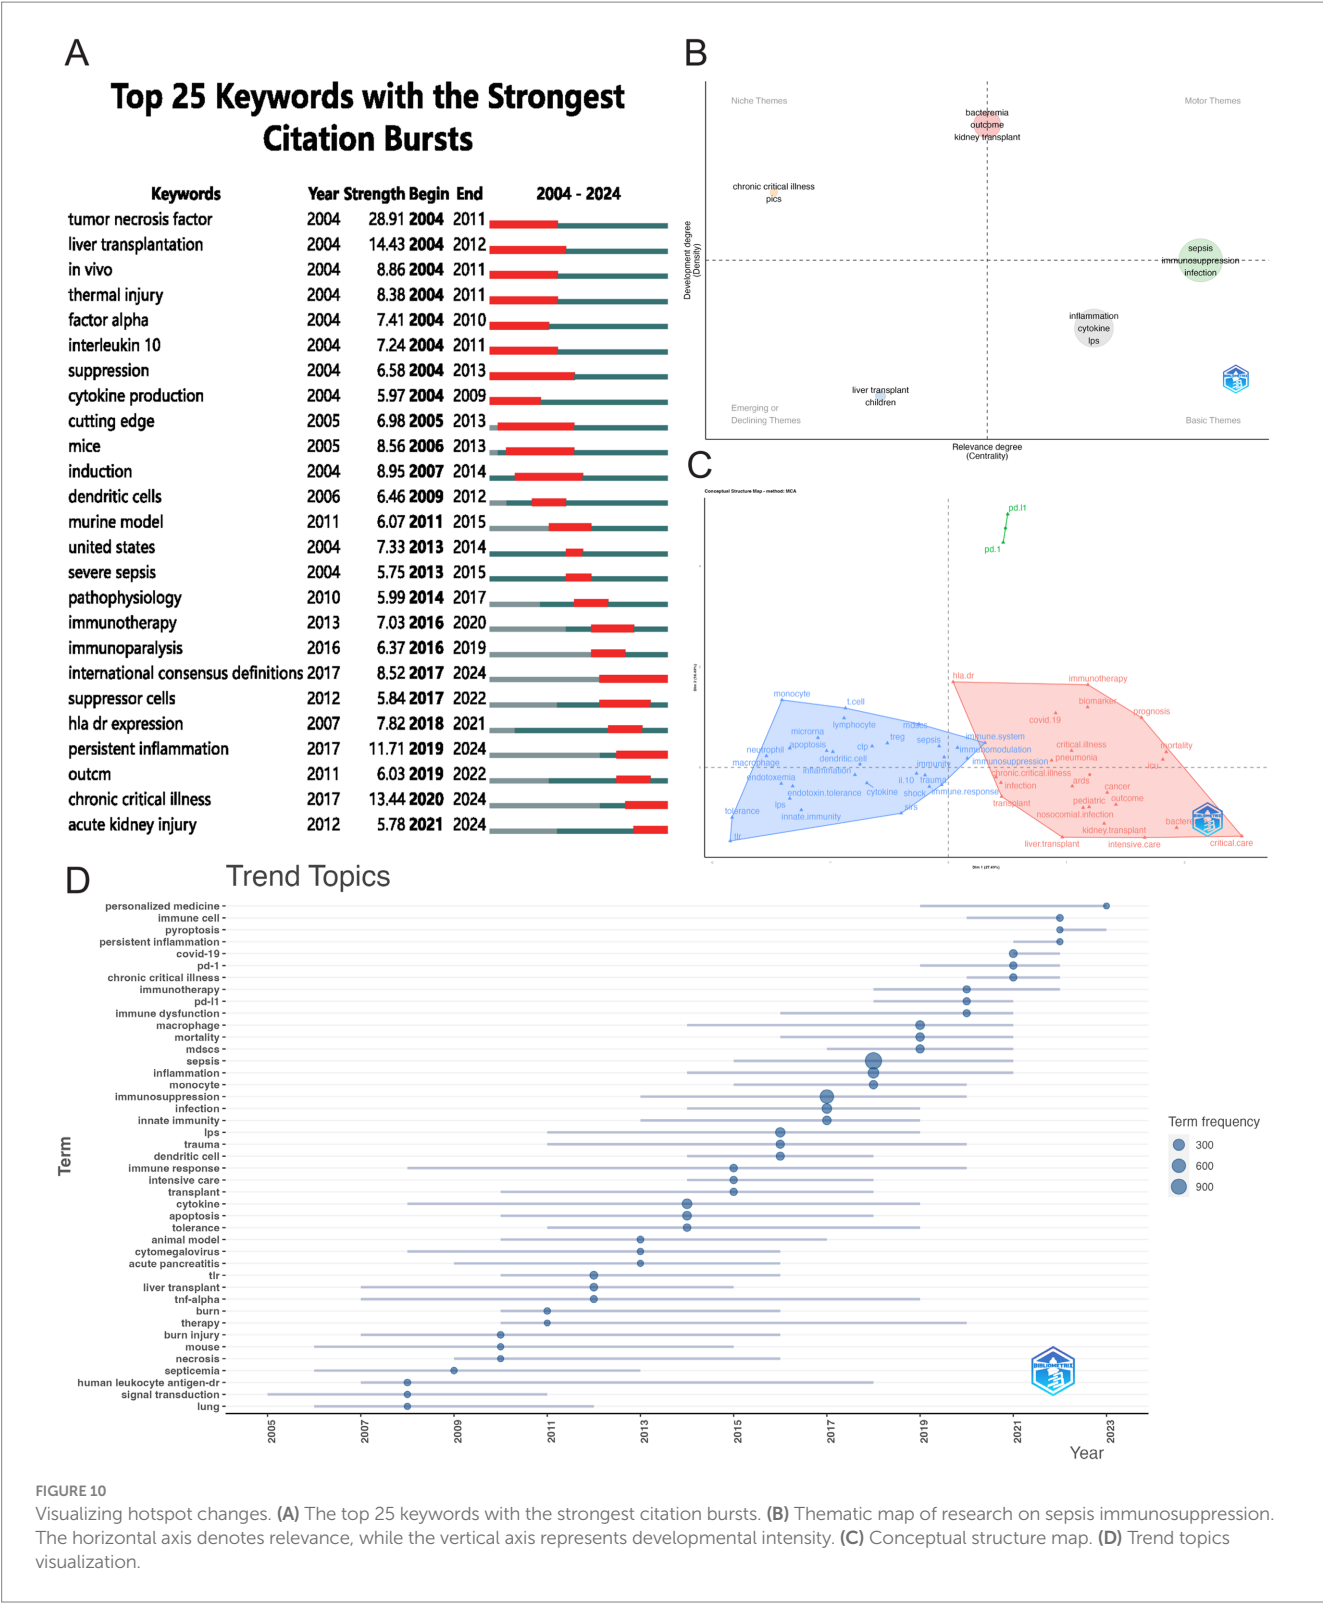 A
Top 25 Keywords with the Strongest
Citation Bursts
Keywords Year Strength Begin End 2004 - 2024
tumor necrosis factor 2004 28.91 2004 2011
liver transplantation 2004 14.43 2004 2012
in vivo 2004 8.86 2004 2011
thermal injury 2004 8.38 2004 2011
factor alpha 2004 7.41 2004 2010
interleukin 10 2004 7.24 2004 2011
suppression 2004 6.58 2004 2013
cytokine production 2004 5.97 2004 2009
cutting edge 2005 6.98 2005 2013
mice 2005 8.56 2006 2013
induction 2004 8.95 2007 2014
dendritic cells 2006 6.46 2009 2012
murine model 2011 6.07 2011 2015
united states 2004 7.33 2013 2014
severe sepsis 2004 5.75 2013 2015
pathophysiology 2010 5.99 2014 2017
immunotherapy 2013 7.03 2016 2020
immunoparalysis 2016 6.37 2016 2019
international consensus definitions 2017 8.52 2017 2024
suppressor cells 2012 5.84 2017 2022
hla dr expression 2007 7.82 2018 2021
persistent inflammation 2017 11.71 2019 2024
outcm 2011 6.03 2019 2022
chronic critical illness 2017 13.44 2020 2024
acute kidney injury 2012 5.78 2021 2024
B
Niche Themes
Motor Themes
bacteremia
outcome
kidney transplant
chronic critical illness
pics
sepsis
immunosuppression
infection
inflammation
cytokine
lps
liver transplant
children
Emerging or
Declining Themes
Basic Themes
Development degree
(Density)
Relevance degree
(Centrality)
C
Conceptual Structure Map - method: MCA
pd.l1
pd.1
hla.dr
immunotherapy
monocyte
t.cell
biomarker
prognosis
covid.19
lymphocyte
mdscs
microrna
treg
sepsis
immune.system
neutrophil
apoptosis
clp
immunomodulation
critical.illness
mortality
macrophage
dendritic.cell
immunity
immunosuppression
pneumonia
icu
inflammation
chronic.critical.illness
endotoxemia
il.10
trauma
infection
ards
cancer
endotoxin.tolerance
cytokine
shock
immune.response
lps
transplant
pediatric
outcome
tolerance
innate.immunity
sirs
nosocomial.infection
kidney.transplant
tlr
liver.transplant
intensive.care
critical.care
D
Trend Topics
personalized medicine
immune cell
pyroptosis
persistent inflammation
covid-19
pd-1
chronic critical illness
immunotherapy
pd-l1
immune dysfunction
macrophage
mortality
mdscs
sepsis
inflammation
monocyte
immunosuppression
infection
innate immunity
lps
trauma
dendritic cell
immune response
intensive care
transplant
cytokine
apoptosis
tolerance
animal model
cytomegalovirus
acute pancreatitis
tlr
liver transplant
tnf-alpha
burn
therapy
burn injury
mouse
necrosis
septicemia
human leukocyte antigen-dr
signal transduction
lung
Term
2005 2007 2009 2011 2013 2015 2017 2019 2021 2023
Year
Term frequency
300
600
900
BIBLIOMETRIX
FIGURE 10
Visualizing hotspot changes. (A) The top 25 keywords with the strongest citation bursts. (B) Thematic map of research on sepsis immunosuppression.
The horizontal axis denotes relevance, while the vertical axis represents developmental intensity. (C) Conceptual structure map. (D) Trend topics
visualization.